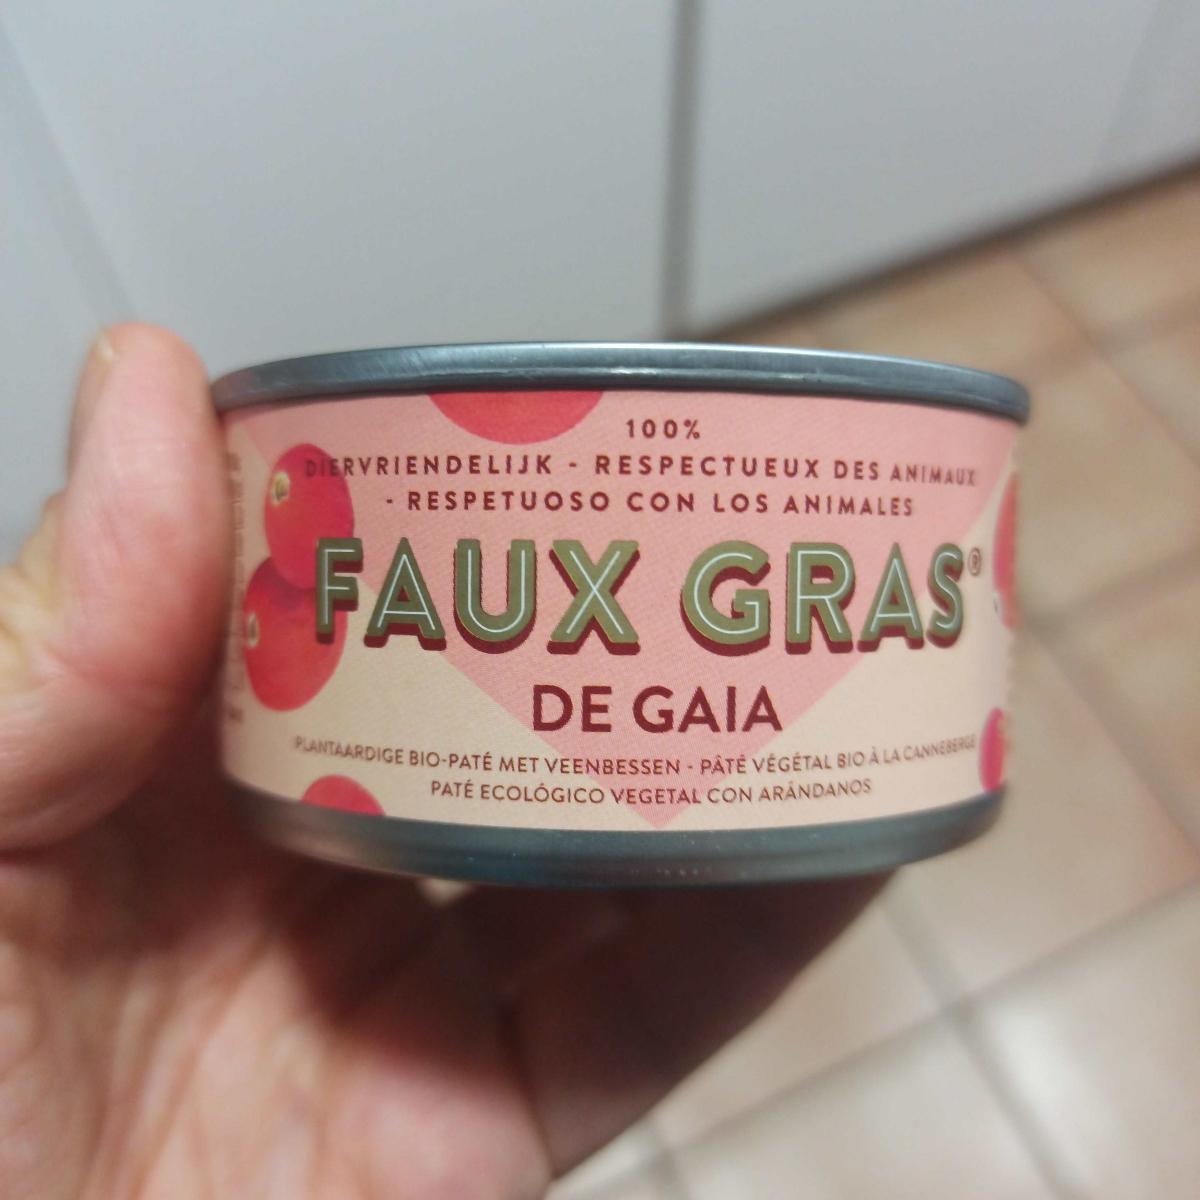 100%
DIERVRIENDELIJK - RESPECTUEUX DES ANIMAUX
- RESPETUOSO CON LOS ANIMALES
FAUX GRAS®
DE GAIA
PLANTAARDIGE BIO-PATÉ MET VEENBESSEN - PÂTÉ VÉGÉTAL BIO À LA CANNEBERGE
PATÉ ECOLÓGICO VEGETAL CON ARÁNDANOS